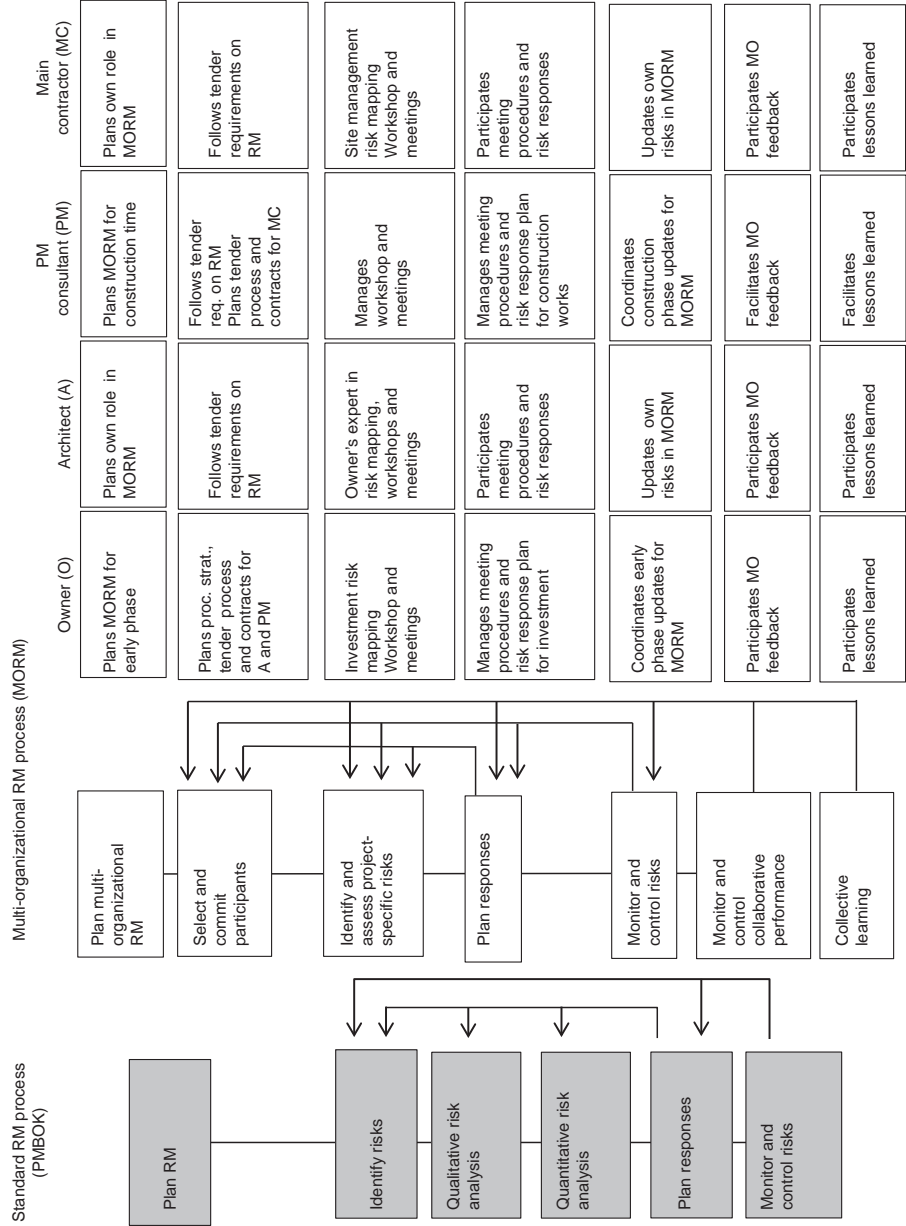 Standard RM process
(PMBOK)
Plan RM
Identify risks
Qualitative risk
analysis
Quantitative risk
analysis
Plan responses
Monitor and
control risks
Multi-organizational RM process (MORM)
Plan multi-
organizational
RM
Select and
commit
participants
Identify and
assess project-
specific risks
Plan responses
Monitor and
control risks
Monitor and
control
collaborative
performance
Collective
learning
Owner (O)
Plans MORM for
early phase
Plans proc. strat.,
tender process
and contracts for
A and PM
Investment risk
mapping
Workshop and
meetings
Manages meeting
procedures and
risk response plan
for investment
Coordinates early
phase updates for
MORM
Participates MO
feedback
Participates
lessons learned
Architect (A)
Plans own role in
MORM
Follows tender
requirements on
RM
Owner's expert in
risk mapping,
workshops and
meetings
Participates
meeting
procedures and
risk responses
Updates own
risks in MORM
Participates MO
feedback
Participates
lessons learned
PM
consultant (PM)
Plans MORM for
construction time
Follows tender
req. on RM
Plans tender
process and
contracts for MC
Manages
workshop and
meetings
Manages meeting
procedures and
risk response plan
for construction
works
Coordinates
construction
phase updates for
MORM
Facilitates MO
feedback
Facilitates
lessons learned
Main
contractor (MC)
Plans own role in
MORM
Follows tender
requirements on
RM
Site management
risk mapping
Workshop and
meetings
Participates
meeting
procedures and
risk responses
Updates own
risks in MORM
Participates MO
feedback
Participates
lessons learned